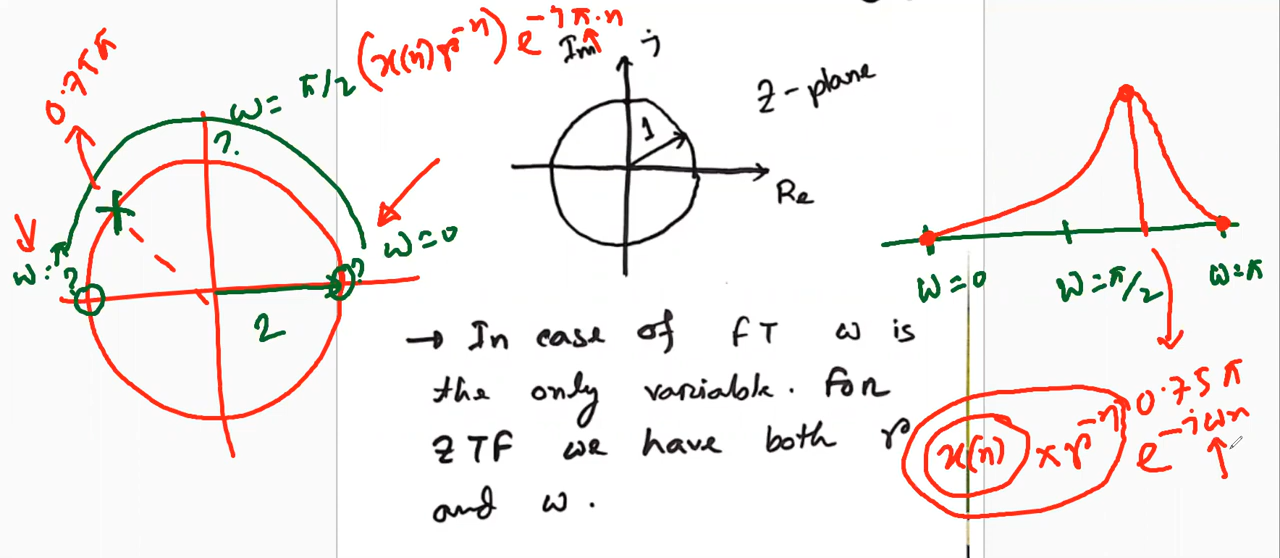 (x(n) r^-n) e^-jπ.n
0.75π
ω = π/2
?
ω=0
ω=π
?
?
2
Im
j
1
Z-plane
Re
ω=0
ω=π/2
ω=π
→ In case of FT ω is
the only variable. For
ZTF we have both r
and ω.
0.75π
x(n) × r^-n e^-jωn